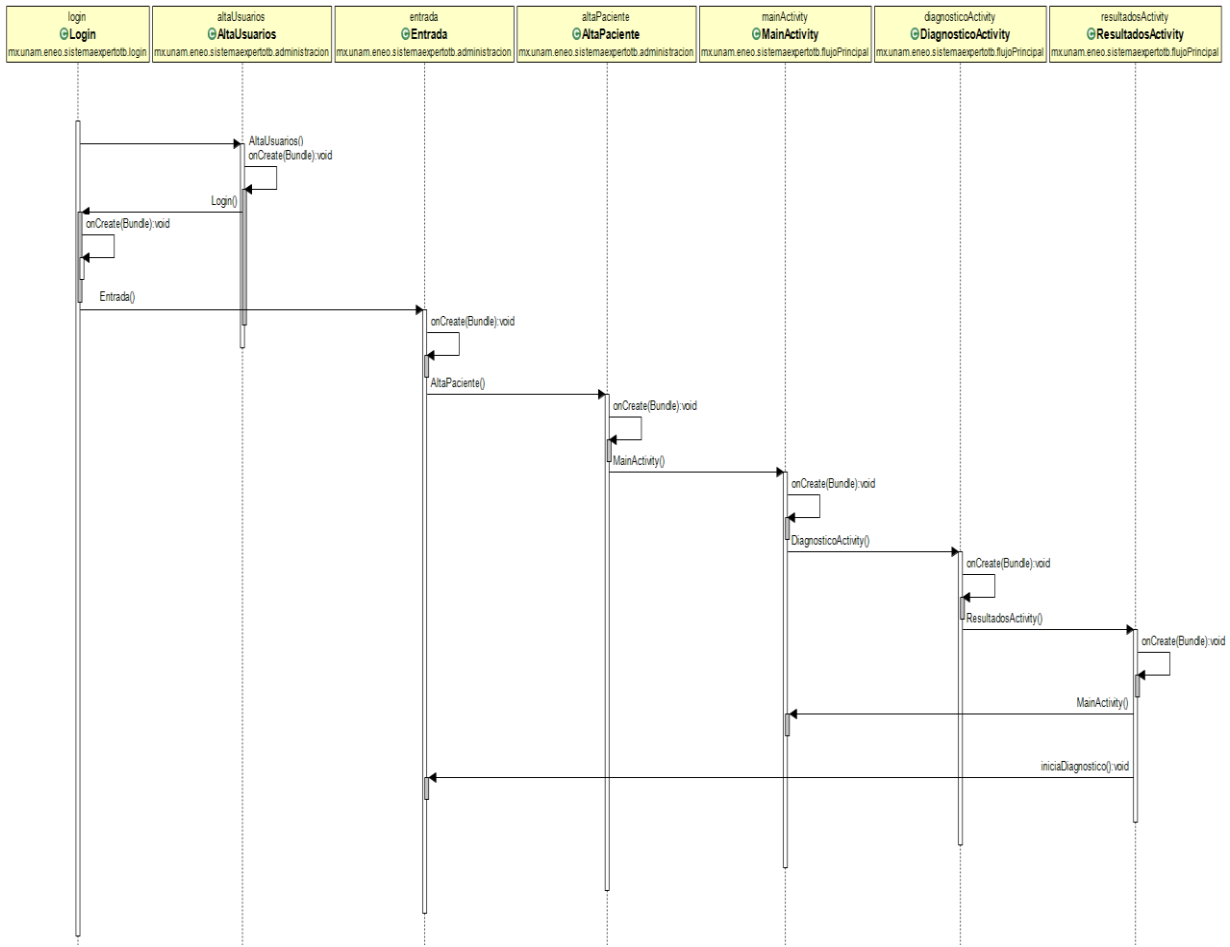 login
Login
mx.unam.eneo.sistemaexpertotb.login
altaUsuarios
AltaUsuarios
mx.unam.eneo.sistemaexpertotb.administracion
entrada
Entrada
mx.unam.eneo.sistemaexpertotb.administracion
altaPaciente
AltaPaciente
mx.unam.eneo.sistemaexpertotb.administracion
mainActivity
MainActivity
mx.unam.eneo.sistemaexpertotb.flujoPrincipal
diagnosticoActivity
DiagnosticoActivity
mx.unam.eneo.sistemaexpertotb.flujoPrincipal
resultadosActivity
ResultadosActivity
mx.unam.eneo.sistemaexpertotb.flujoPrincipal
AltaUsuarios()
onCreate(Bundle):void
Login()
onCreate(Bundle):void
Entrada()
onCreate(Bundle):void
AltaPaciente()
onCreate(Bundle):void
MainActivity()
onCreate(Bundle):void
DiagnosticoActivity()
onCreate(Bundle):void
ResultadosActivity()
onCreate(Bundle):void
MainActivity()
iniciaDiagnostico():void